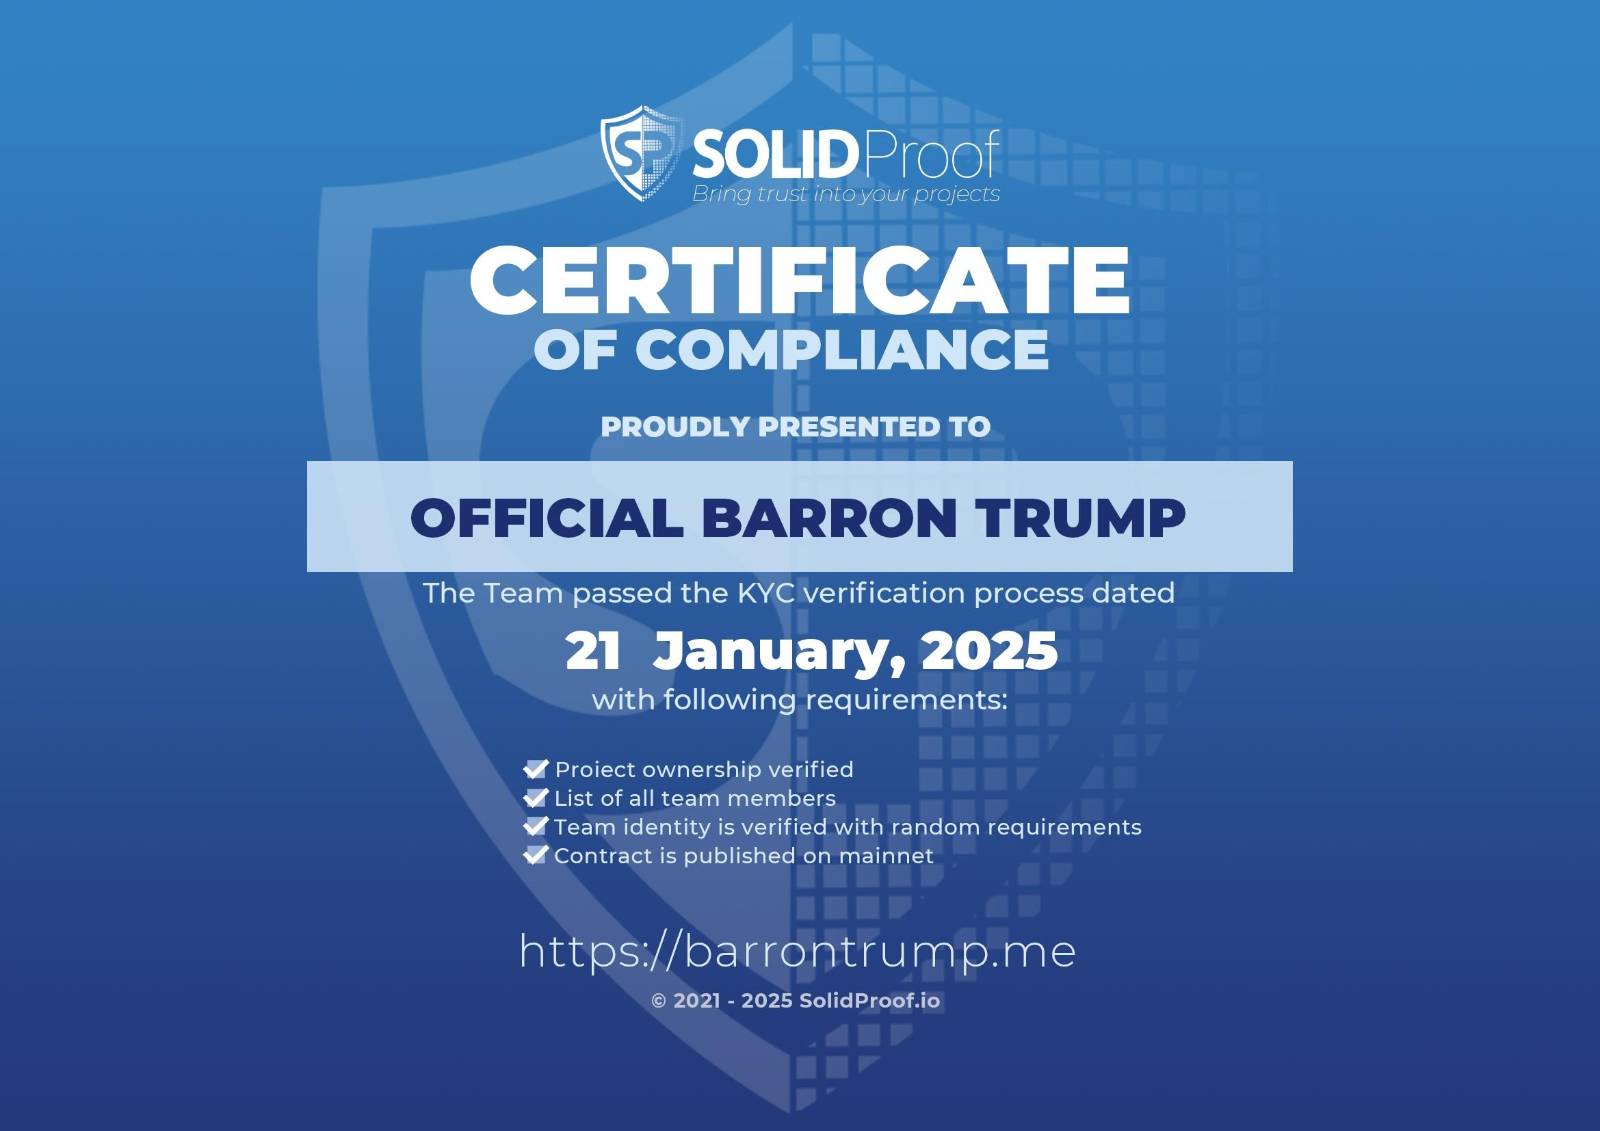 SP SOLIDProof
Bring trust into your projects
CERTIFICATE
OF COMPLIANCE
PROUDLY PRESENTED TO
OFFICIAL BARRON TRUMP
The Team passed the KYC verification process dated
21 January, 2025
with following requirements:
Proiect ownership verified
List of all team members
Team identity is verified with random requirements
Contract is published on mainnet
https://barrontrump.me
© 2021 - 2025 SolidProof.io